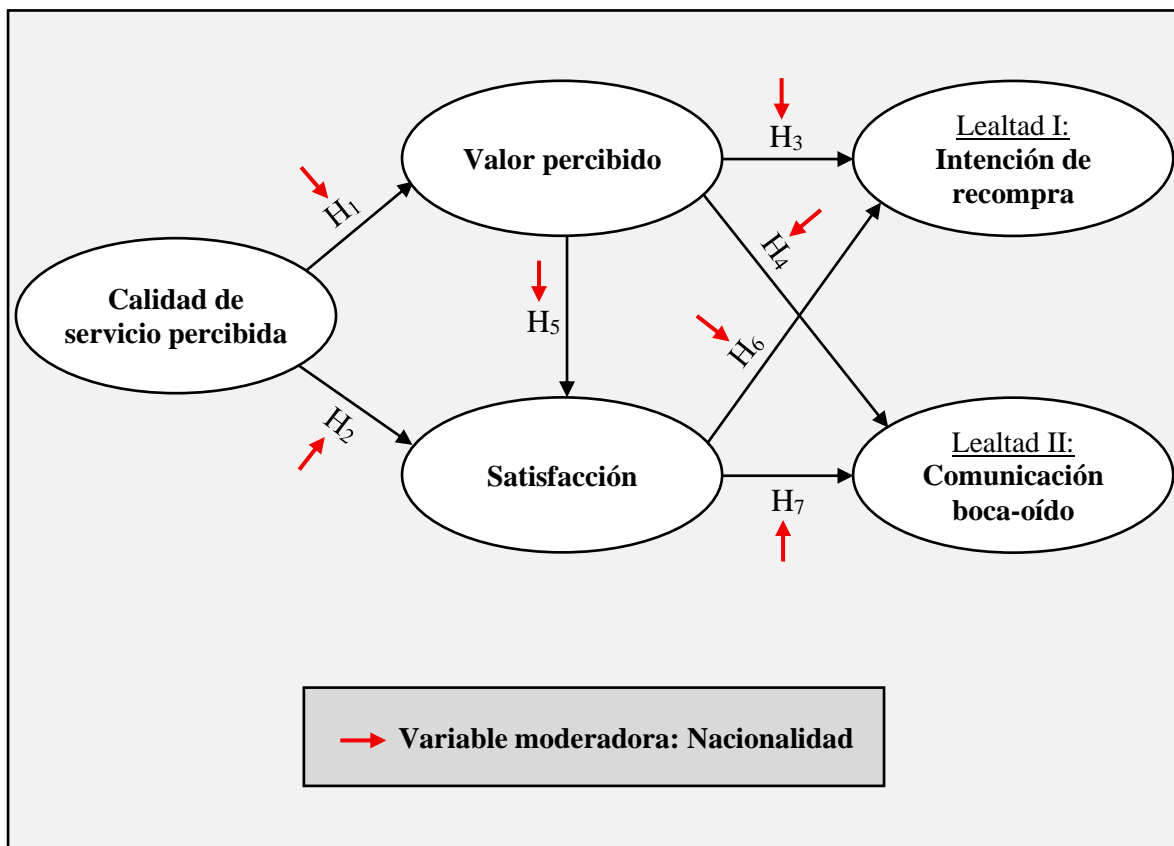 Lealtad I:
Intención de
recompra
Valor percibido
H₃
H₁
H₄
Calidad de
servicio percibida
H₅
H₆
H₂
Satisfacción
Lealtad II:
Comunicación
boca-oído
H₇
Variable moderadora: Nacionalidad